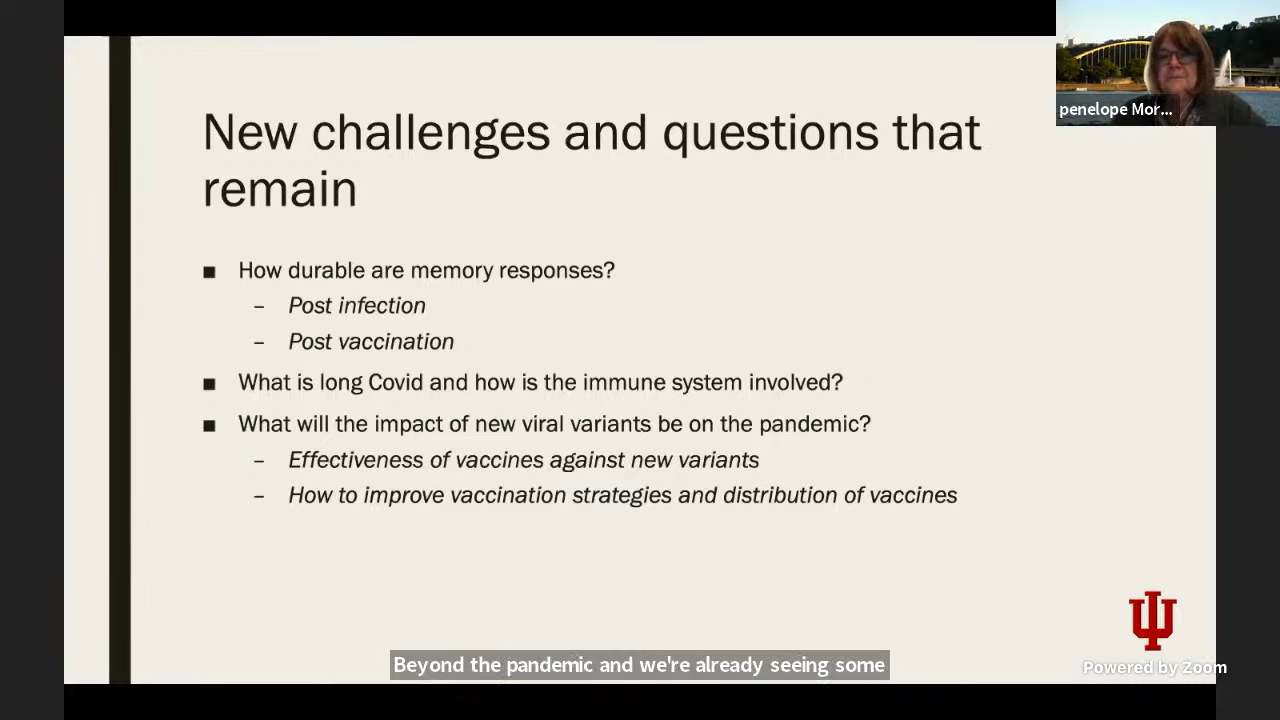 penelope Mor...
New challenges and questions that
remain
■ How durable are memory responses?
– Post infection
– Post vaccination
■ What is long Covid and how is the immune system involved?
■ What will the impact of new viral variants be on the pandemic?
– Effectiveness of vaccines against new variants
– How to improve vaccination strategies and distribution of vaccines
Beyond the pandemic and we're already seeing some
Powered by Zoom